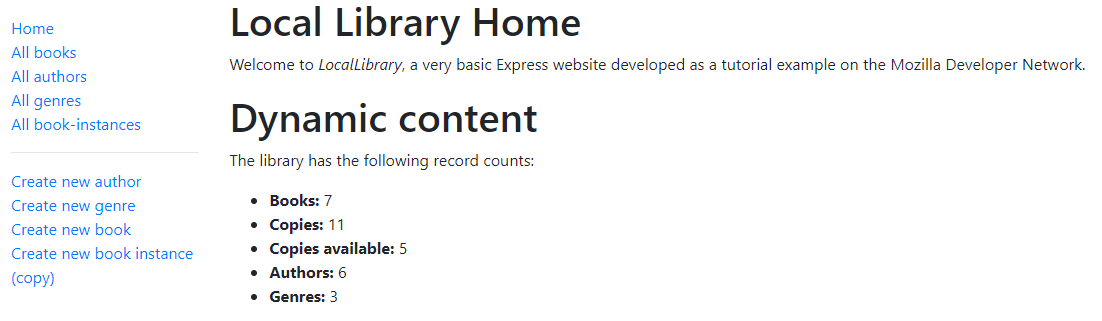 Home
All books
All authors
All genres
All book-instances
Create new author
Create new genre
Create new book
Create new book instance
(copy)
Local Library Home
Welcome to LocalLibrary, a very basic Express website developed as a tutorial example on the Mozilla Developer Network.
Dynamic content
The library has the following record counts:
Books: 7
Copies: 11
Copies available: 5
Authors: 6
Genres: 3